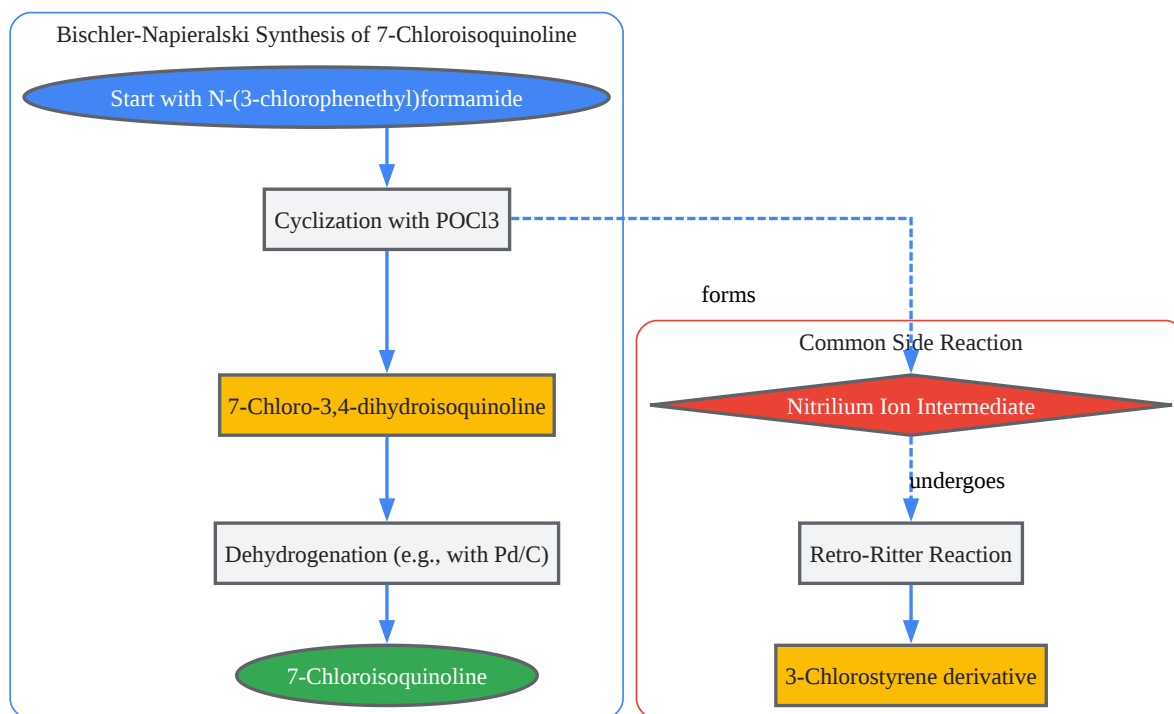 Bischler-Napieralski Synthesis of 7-Chloroisoquinoline
Start with N-(3-chlorophenethyl)formamide
Cyclization with POCl3
7-Chloro-3,4-dihydroisoquinoline
Dehydrogenation (e.g., with Pd/C)
7-Chloroisoquinoline
forms
Common Side Reaction
Nitrilium Ion Intermediate
undergoes
Retro-Ritter Reaction
3-Chlorostyrene derivative